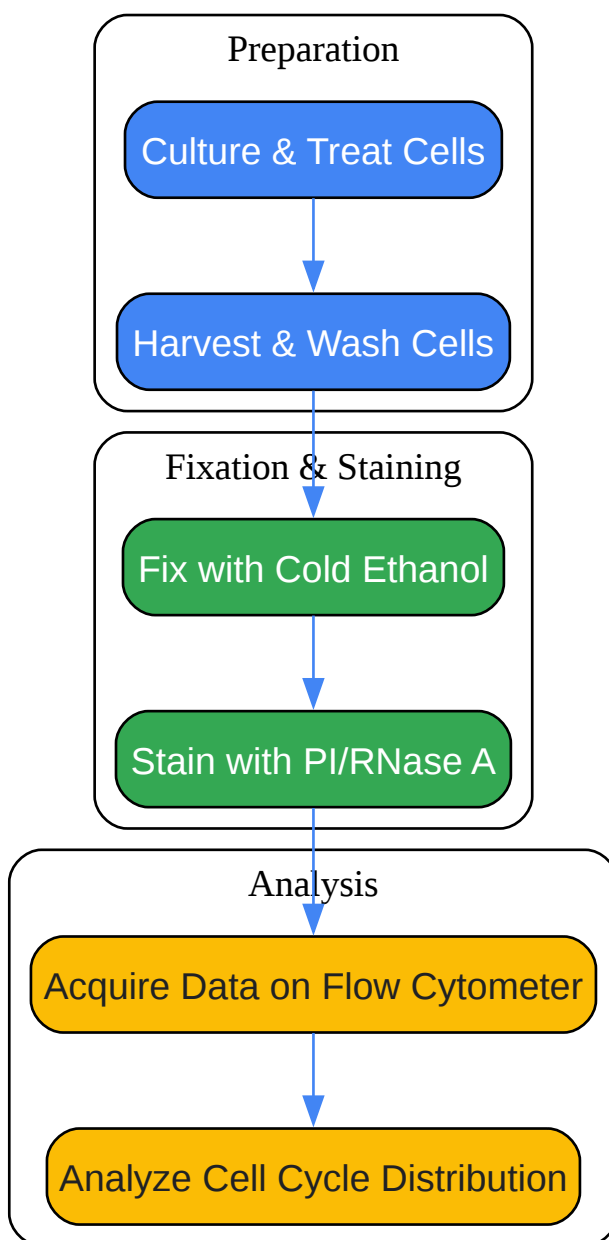 Preparation
Culture & Treat Cells
Harvest & Wash Cells
Fixation & Staining
Fix with Cold Ethanol
Stain with PI/RNase A
Analysis
Acquire Data on Flow Cytometer
Analyze Cell Cycle Distribution